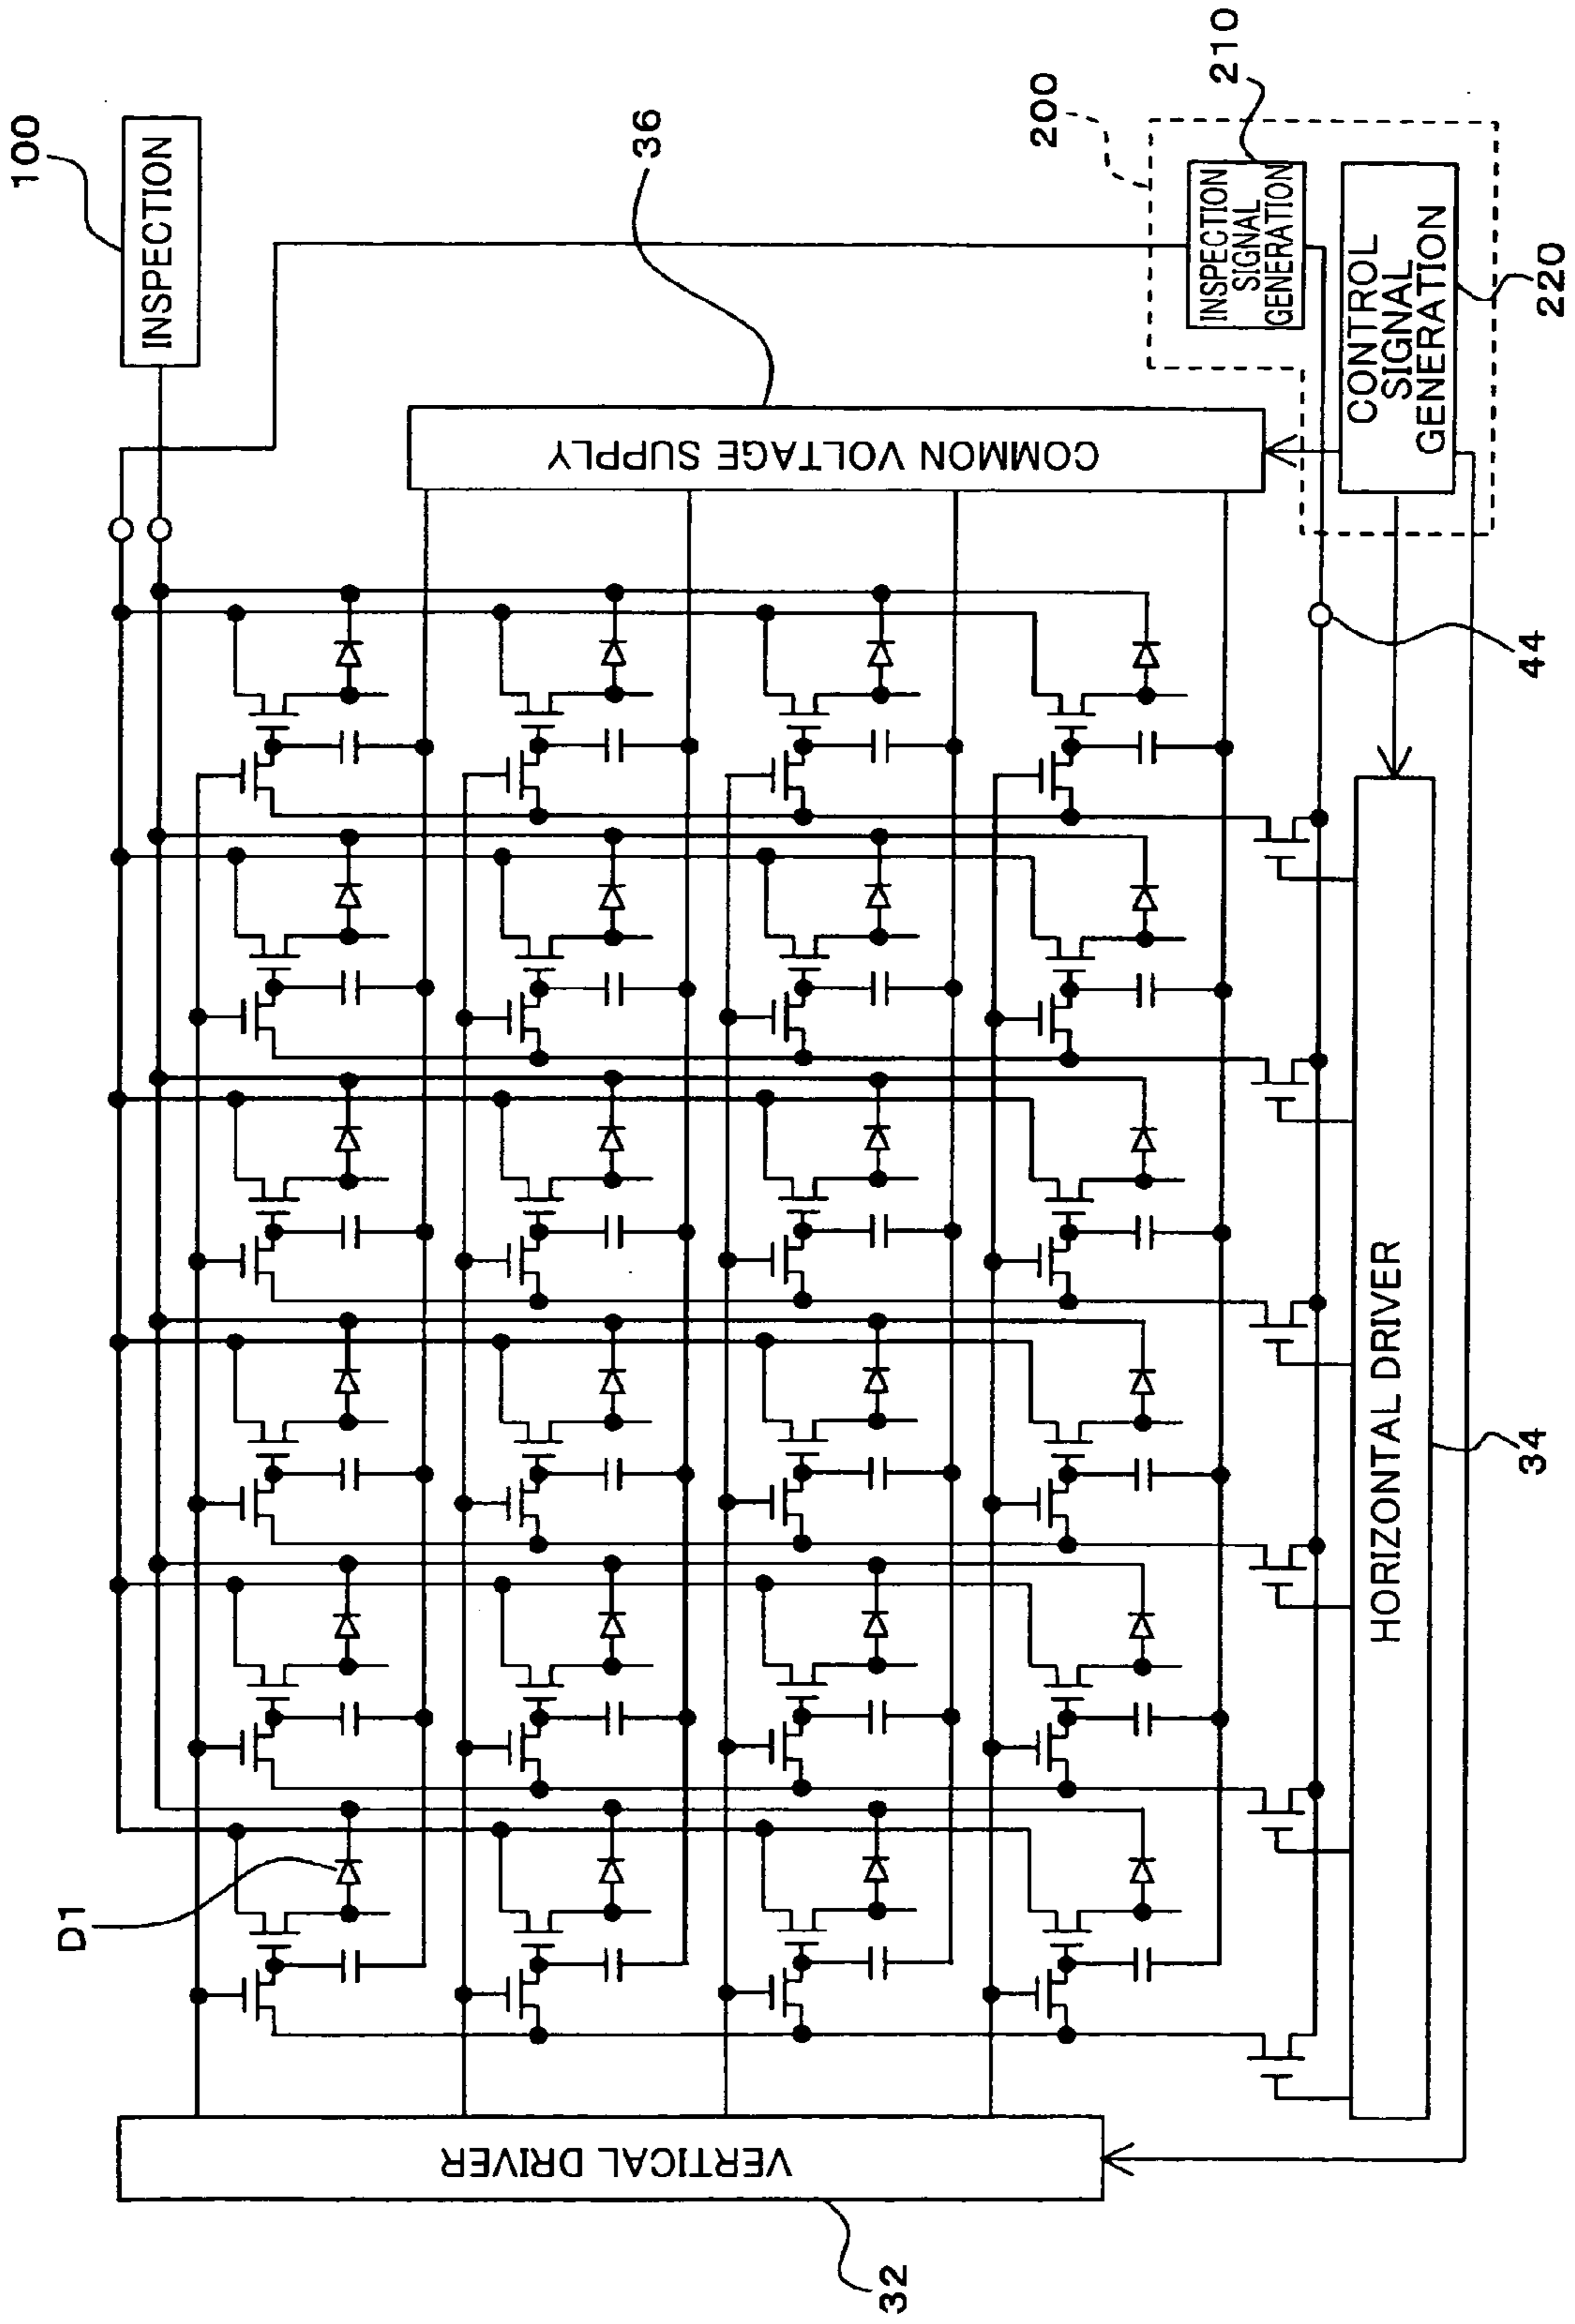 100
INSPECTION
36
200
210
INSPECTION
SIGNAL
GENERATION
CONTROL
SIGNAL
GENERATION
220
COMMON VOLTAGE SUPPLY
44
HORIZONTAL DRIVER
34
D1
VERTICAL DRIVER
32